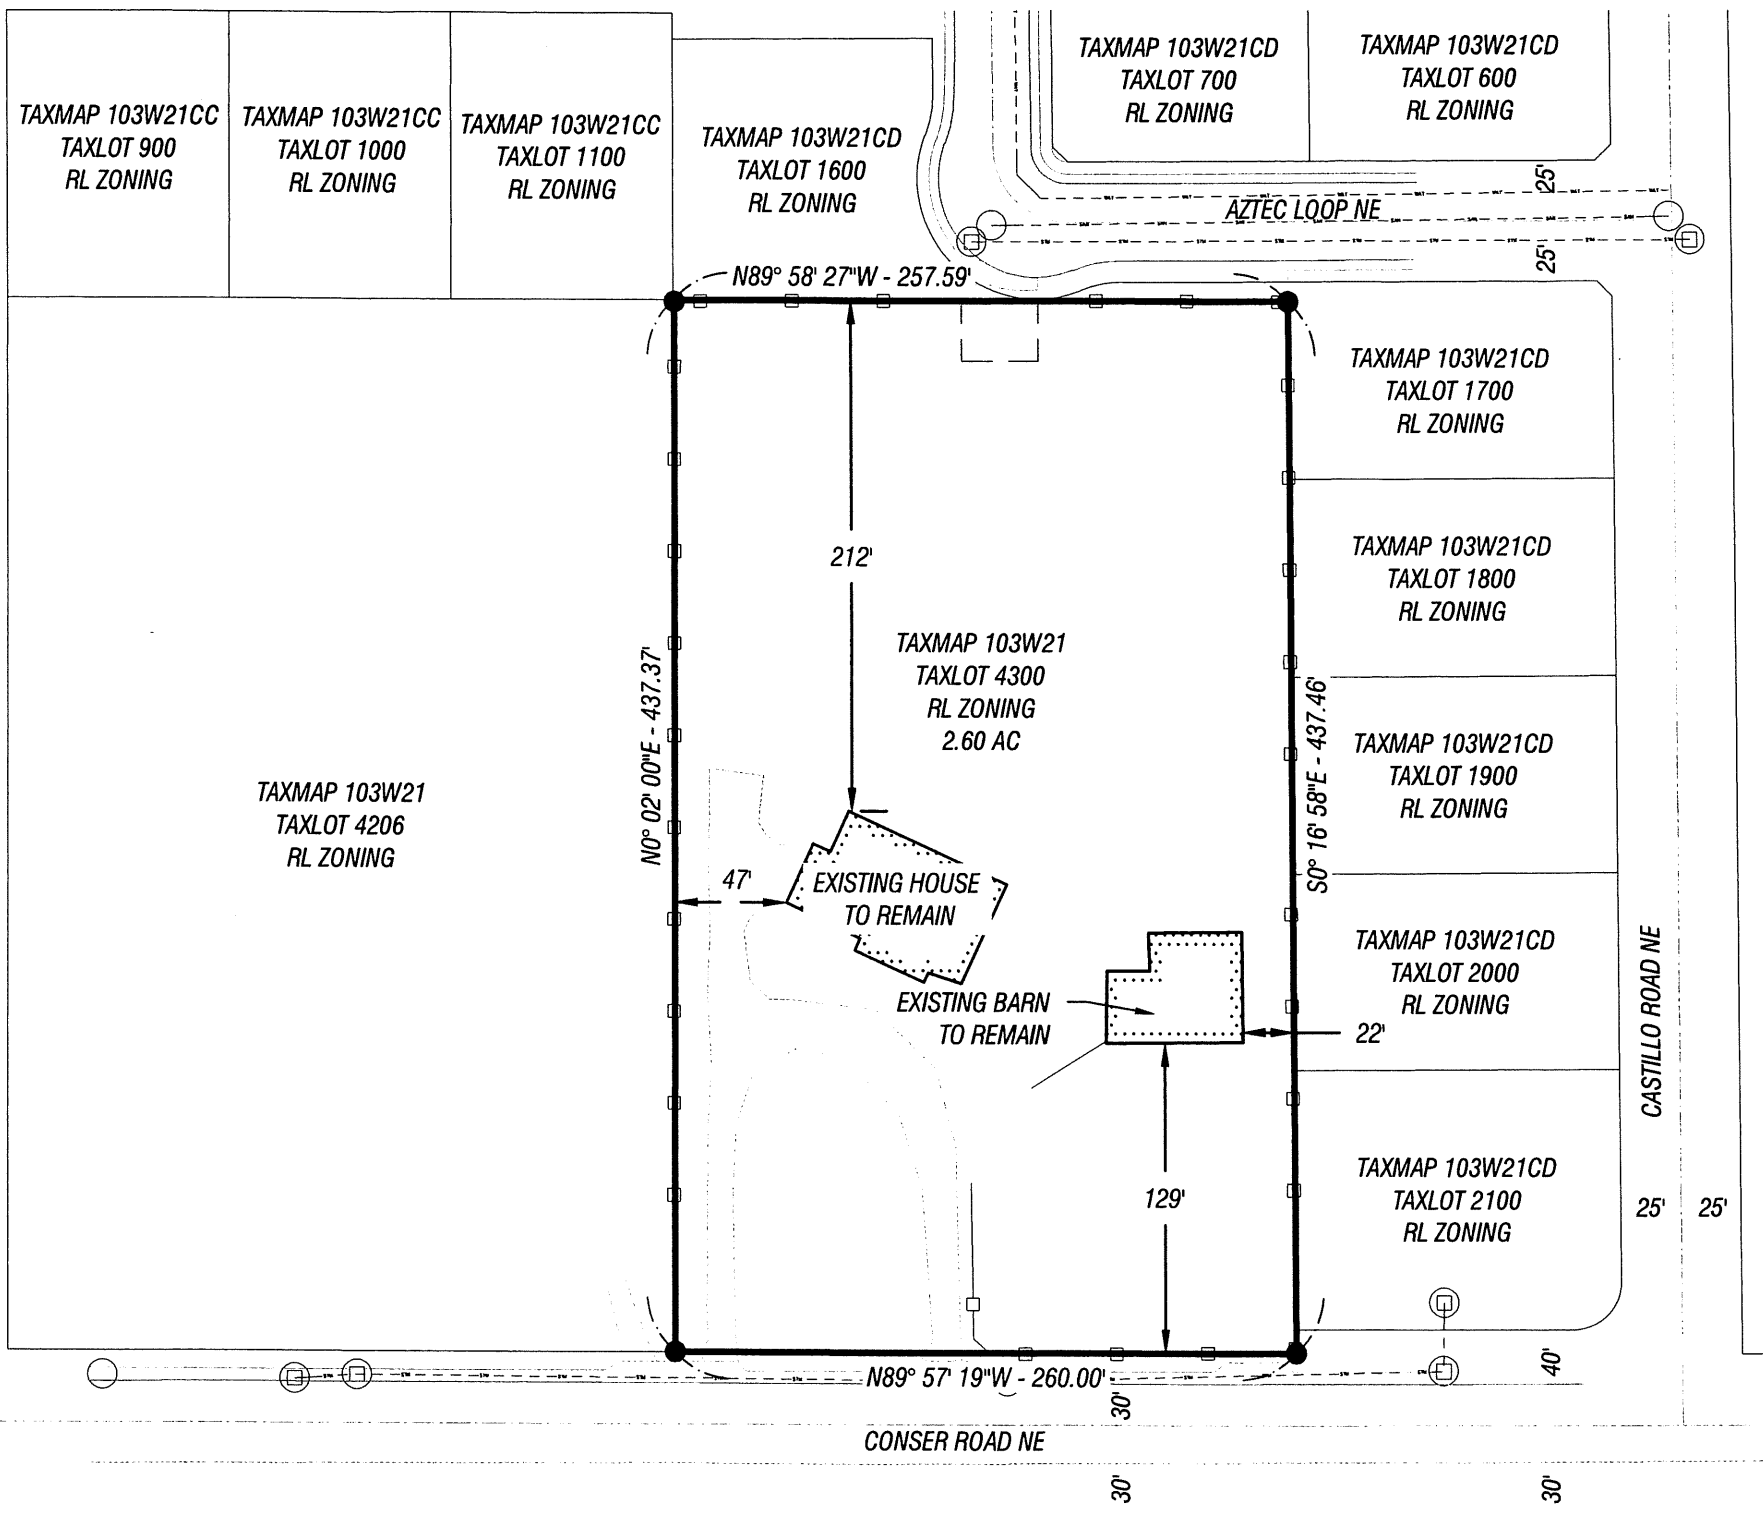 TAXMAP 103W21CC
TAXLOT 900
RL ZONING
TAXMAP 103W21CC
TAXLOT 1000
RL ZONING
TAXMAP 103W21CC
TAXLOT 1100
RL ZONING
TAXMAP 103W21CD
TAXLOT 1600
RL ZONING
TAXMAP 103W21CD
TAXLOT 700
RL ZONING
TAXMAP 103W21CD
TAXLOT 600
RL ZONING
25'
AZTEC LOOP NE
25'
N89° 58' 27"W - 257.59'
TAXMAP 103W21CD
TAXLOT 1700
RL ZONING
212'
TAXMAP 103W21CD
TAXLOT 1800
RL ZONING
TAXMAP 103W21
TAXLOT 4300
RL ZONING
2.60 AC
N0° 02' 00"E - 437.37'
S0° 16' 58"E - 437.46'
TAXMAP 103W21CD
TAXLOT 1900
RL ZONING
TAXMAP 103W21
TAXLOT 4206
RL ZONING
47'
EXISTING HOUSE
TO REMAIN
TAXMAP 103W21CD
TAXLOT 2000
RL ZONING
EXISTING BARN
TO REMAIN
22'
CASTILLO ROAD NE
129'
TAXMAP 103W21CD
TAXLOT 2100
RL ZONING
25'
25'
N89° 57' 19"W - 260.00'
40'
30'
CONSER ROAD NE
30'
30'